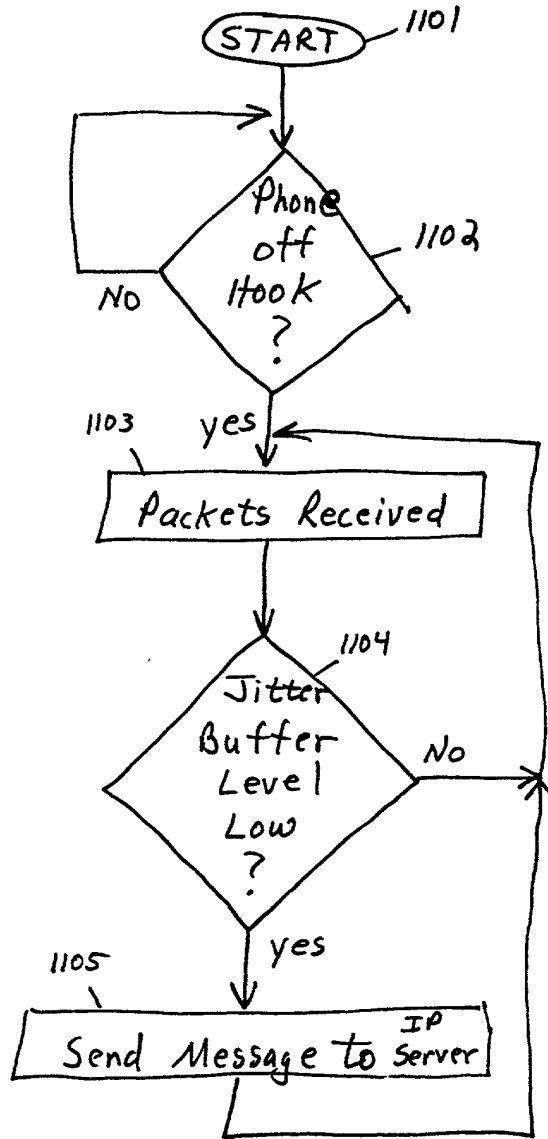 START
1101
Phone
off
Hook
?
1102
No
yes
1103
Packets Received
1104
Jitter
Buffer
Level
Low
?
No
yes
1105
Send Message to IP Server